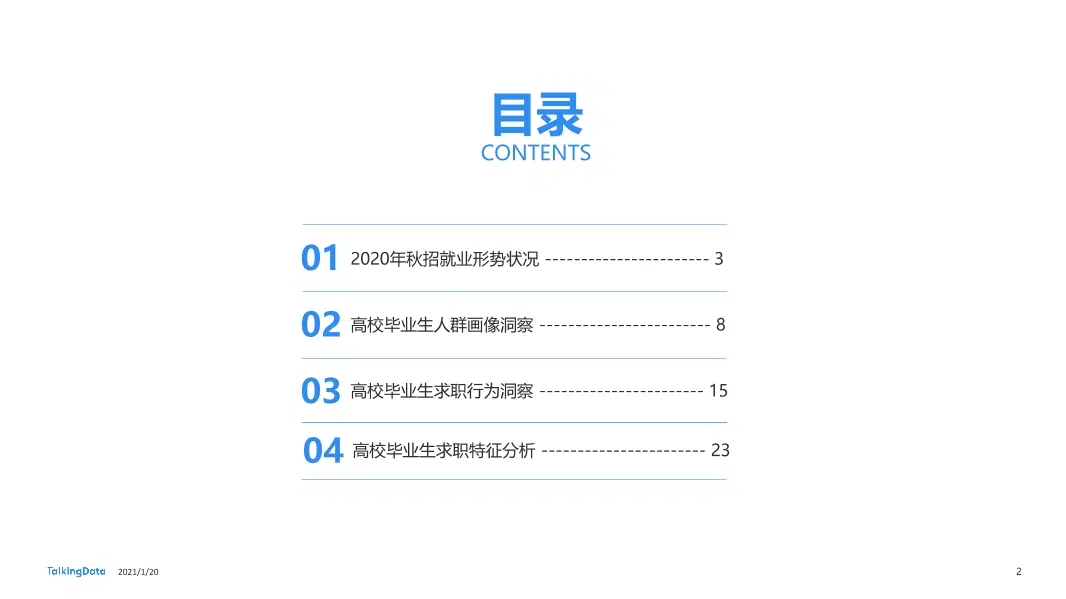 目录
CONTENTS
01 2020年秋招就业形势状况 ----------------------- 3
02 高校毕业生人群画像洞察 ------------------------ 8
03 高校毕业生求职行为洞察 ----------------------- 15
04 高校毕业生求职特征分析 ----------------------- 23
TalkingData 2021/1/20 2